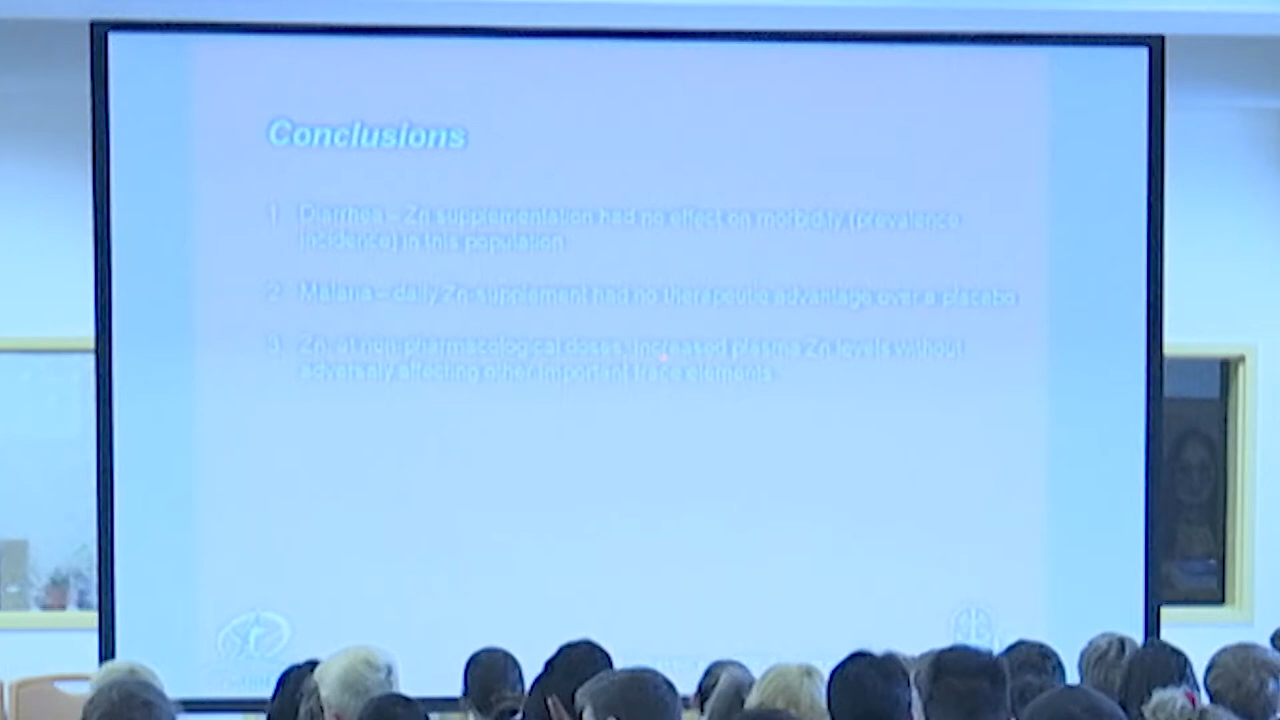 Conclusions
1. Diarrhea – Zn supplementation had no effect on morbidity (prevalence,
incidence) in this population
2. Malaria – daily Zn supplement had no therapeutic advantage over a placebo
3. Zn, at non-pharmacological doses, increased plasma Zn levels without
adversely affecting other important trace elements